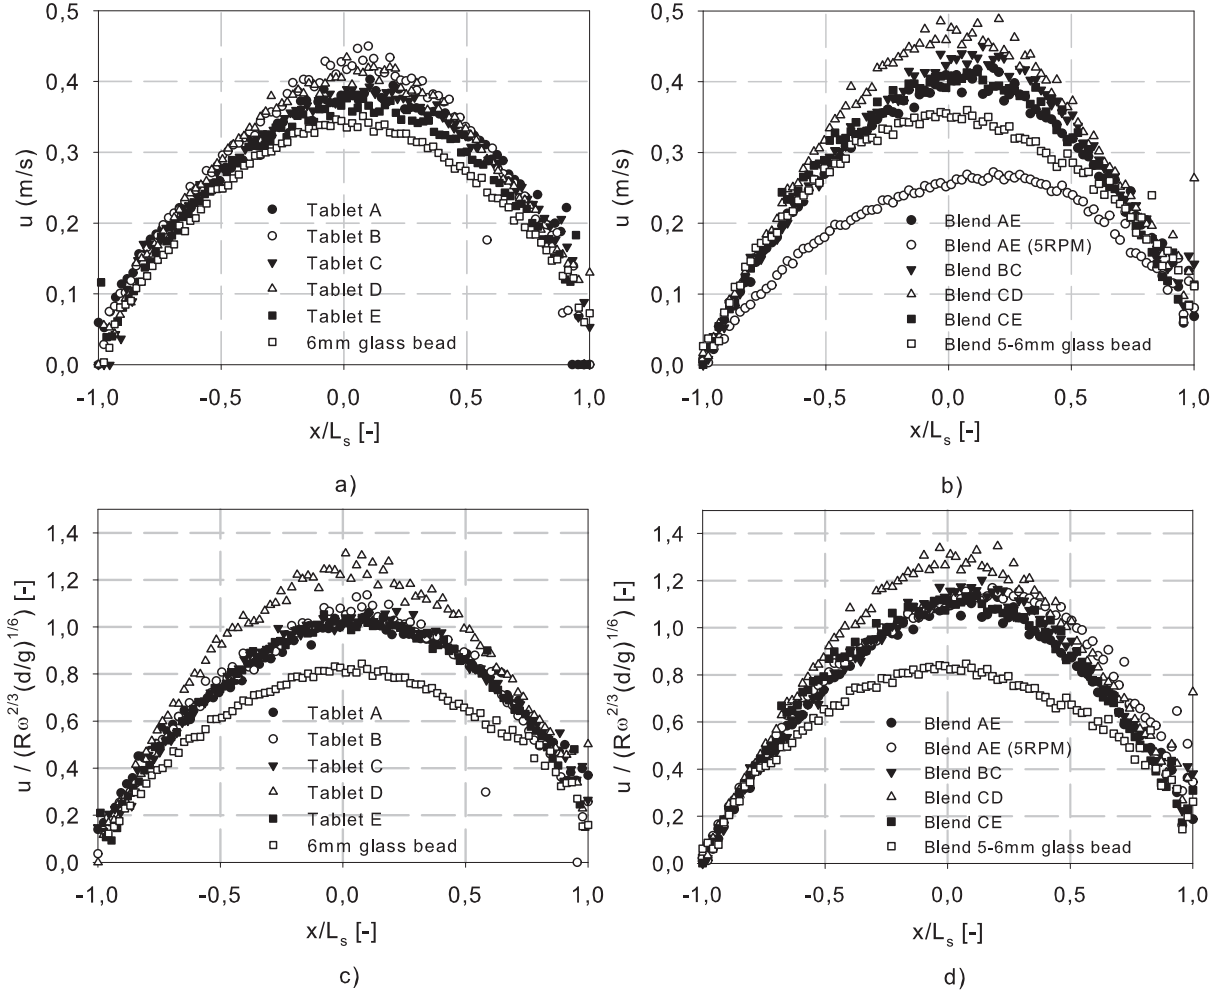 0,5
0,4
0,3
0,2
0,1
0,0
u (m/s)
Tablet A
Tablet B
Tablet C
Tablet D
Tablet E
6mm glass bead
-1,0 -0,5 0,0 0,5 1,0
x/Ls [-]
a)
0,5
0,4
0,3
0,2
0,1
0,0
u (m/s)
Blend AE
Blend AE (5RPM)
Blend BC
Blend CD
Blend CE
Blend 5-6mm glass bead
-1,0 -0,5 0,0 0,5 1,0
x/Ls [-]
b)
1,4
1,2
1,0
0,8
0,6
0,4
0,2
0,0
u / (Rω^2/3(d/g)^1/6) [-]
Tablet A
Tablet B
Tablet C
Tablet D
Tablet E
6mm glass bead
-1,0 -0,5 0,0 0,5 1,0
x/Ls [-]
c)
1,4
1,2
1,0
0,8
0,6
0,4
0,2
0,0
u / (Rω^2/3(d/g)^1/6) [-]
Blend AE
Blend AE (5RPM)
Blend BC
Blend CD
Blend CE
Blend 5-6mm glass bead
-1,0 -0,5 0,0 0,5 1,0
x/Ls [-]
d)